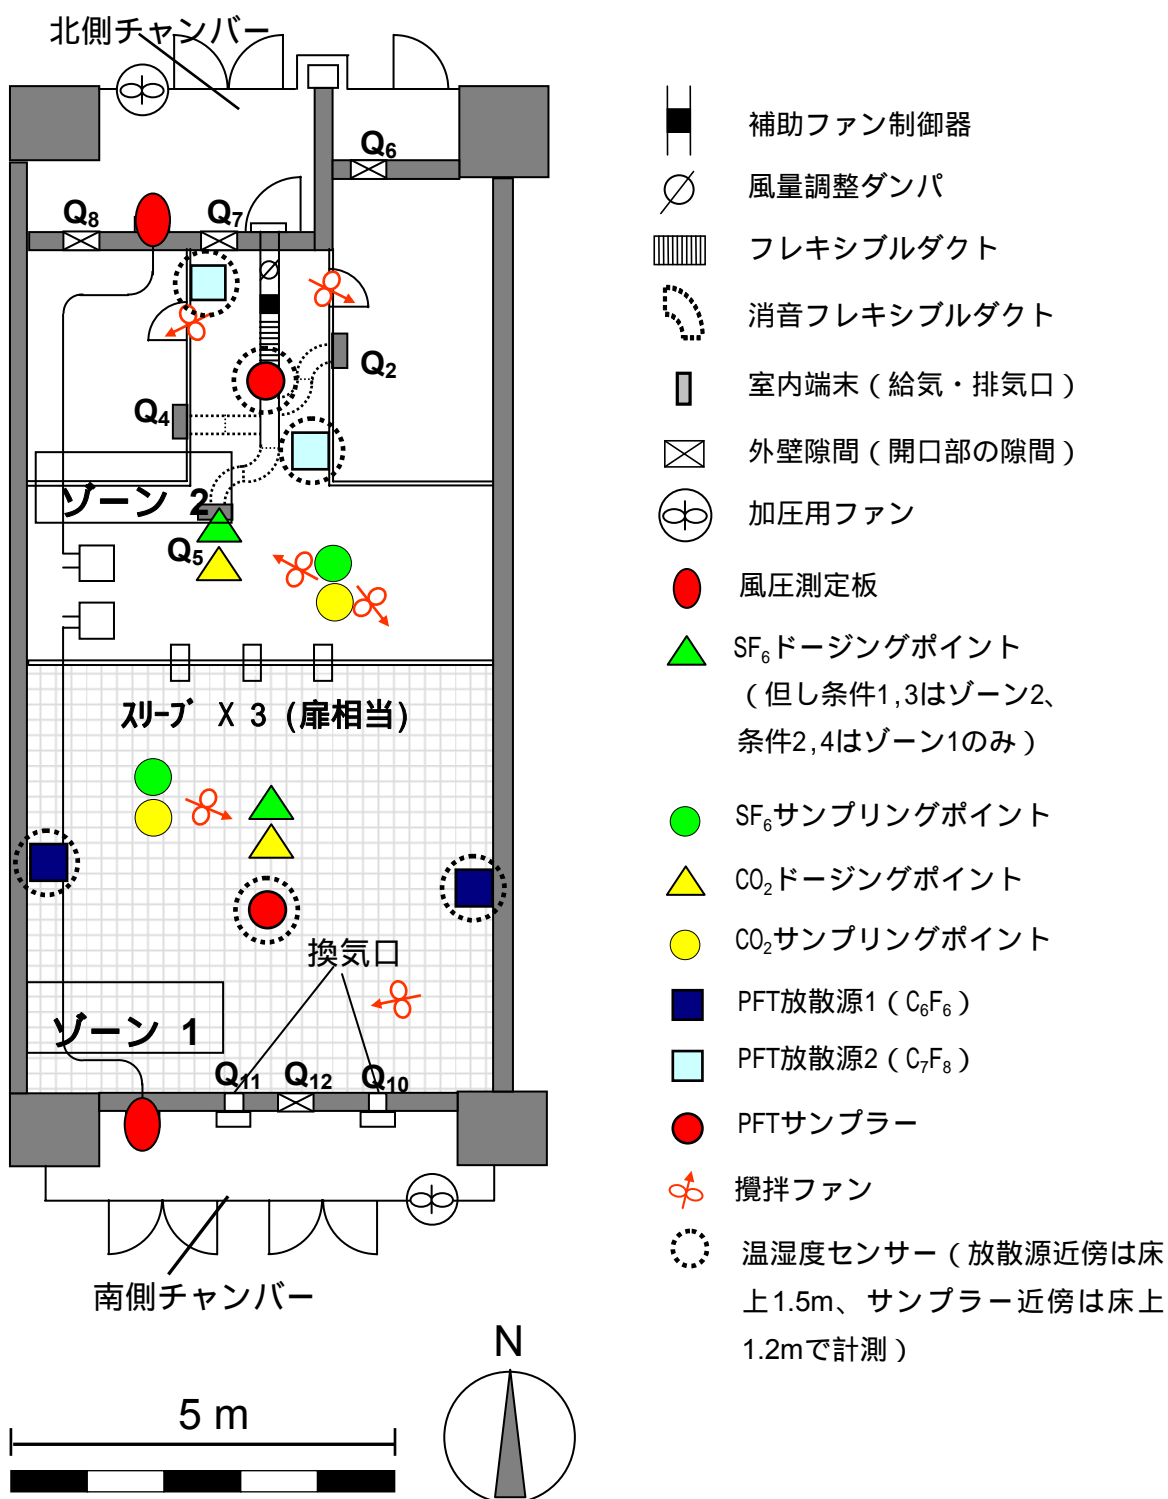 北側チャンバー
Q6
Q8
Q7
Q2
Q4
ゾーン 2
Q5
ｽﾘｰﾌﾞ X 3 (扉相当)
換気口
ゾーン 1
Q11
Q12
Q10
南側チャンバー
N
5 m
補助ファン制御器
風量調整ダンパ
フレキシブルダクト
消音フレキシブルダクト
室内端末（給気・排気口）
外壁隙間（開口部の隙間）
加圧用ファン
風圧測定板
SF6ドージングポイント
（但し条件1,3はゾーン2、
条件2,4はゾーン1のみ）
SF6サンプリングポイント
CO2ドージングポイント
CO2サンプリングポイント
PFT放散源1（C6F6）
PFT放散源2（C7F8）
PFTサンプラー
攪拌ファン
温湿度センサー（放散源近傍は床
上1.5m、サンプラー近傍は床上
1.2mで計測）